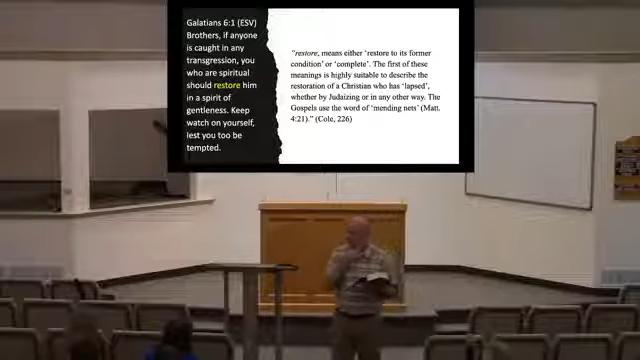 Galatians 6:1 (ESV)
Brothers, if anyone
is caught in any
transgression, you
who are spiritual
should restore him
in a spirit of
gentleness. Keep
watch on yourself,
lest you too be
tempted.
"restore, means either 'restore to its former
condition' or 'complete'. The first of these
meanings is highly suitable to describe the
restoration of a Christian who has 'lapsed',
whether by Judaizing or in any other way. The
Gospels use the word of 'mending nets' (Matt.
4:21)." (Cole, 226)